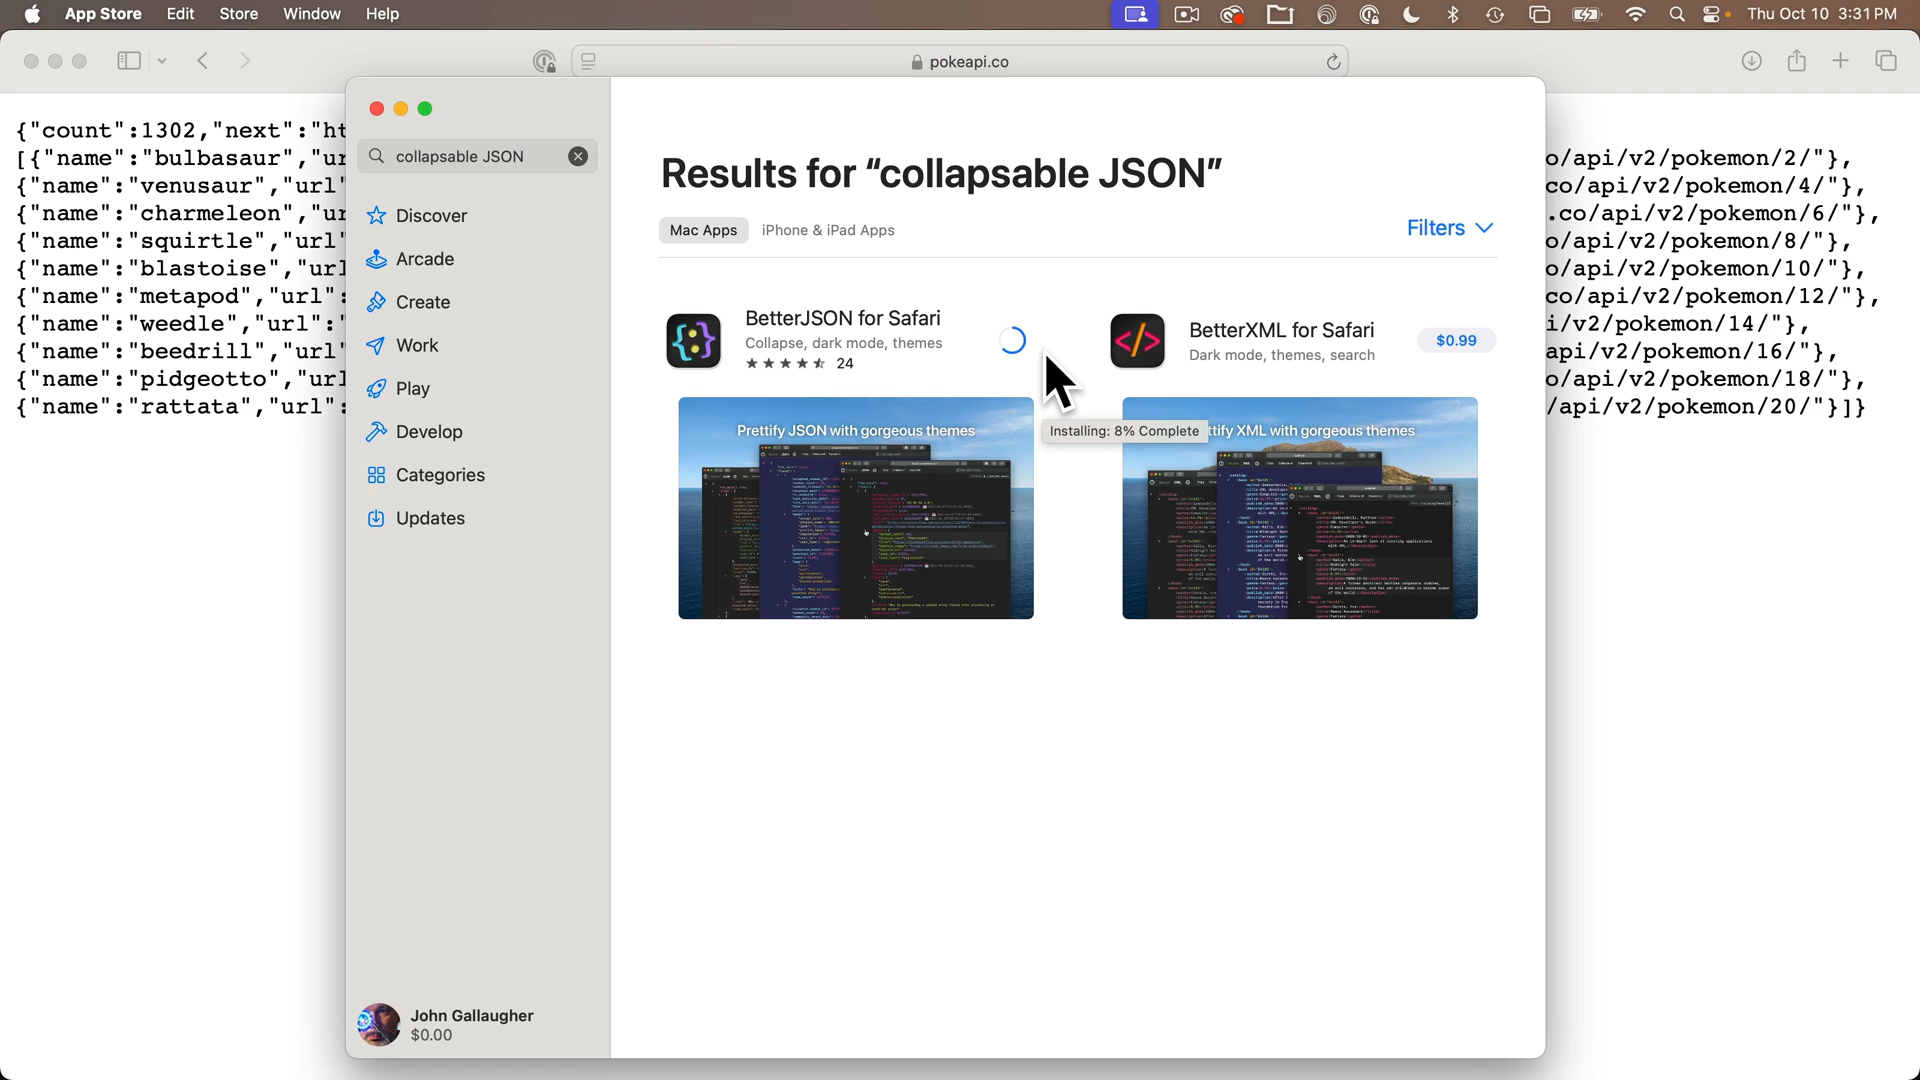 App Store Edit Store Window Help
Thu Oct 10 3:31 PM
pokeapi.co
{"count":1302,"next":"ht
[{"name":"bulbasaur","ur
{"name":"venusaur","url"
{"name":"charmeleon","ur
{"name":"squirtle","url"
{"name":"blastoise","url
{"name":"metapod","url":
{"name":"weedle","url":"
{"name":"beedrill","url"
{"name":"pidgeotto","url
{"name":"rattata","url":
collapsable JSON
Discover
Arcade
Create
Work
Play
Develop
Categories
Updates
John Gallaugher
$0.00
Results for “collapsable JSON”
Mac Apps iPhone & iPad Apps
Filters
BetterJSON for Safari
Collapse, dark mode, themes
24
Prettify JSON with gorgeous themes
Installing: 8% Complete
BetterXML for Safari
Dark mode, themes, search
$0.99
ttify XML with gorgeous themes
o/api/v2/pokemon/2/"},
co/api/v2/pokemon/4/"},
.co/api/v2/pokemon/6/"},
o/api/v2/pokemon/8/"},
o/api/v2/pokemon/10/"},
co/api/v2/pokemon/12/"},
i/v2/pokemon/14/"},
api/v2/pokemon/16/"},
o/api/v2/pokemon/18/"},
/api/v2/pokemon/20/"}]}